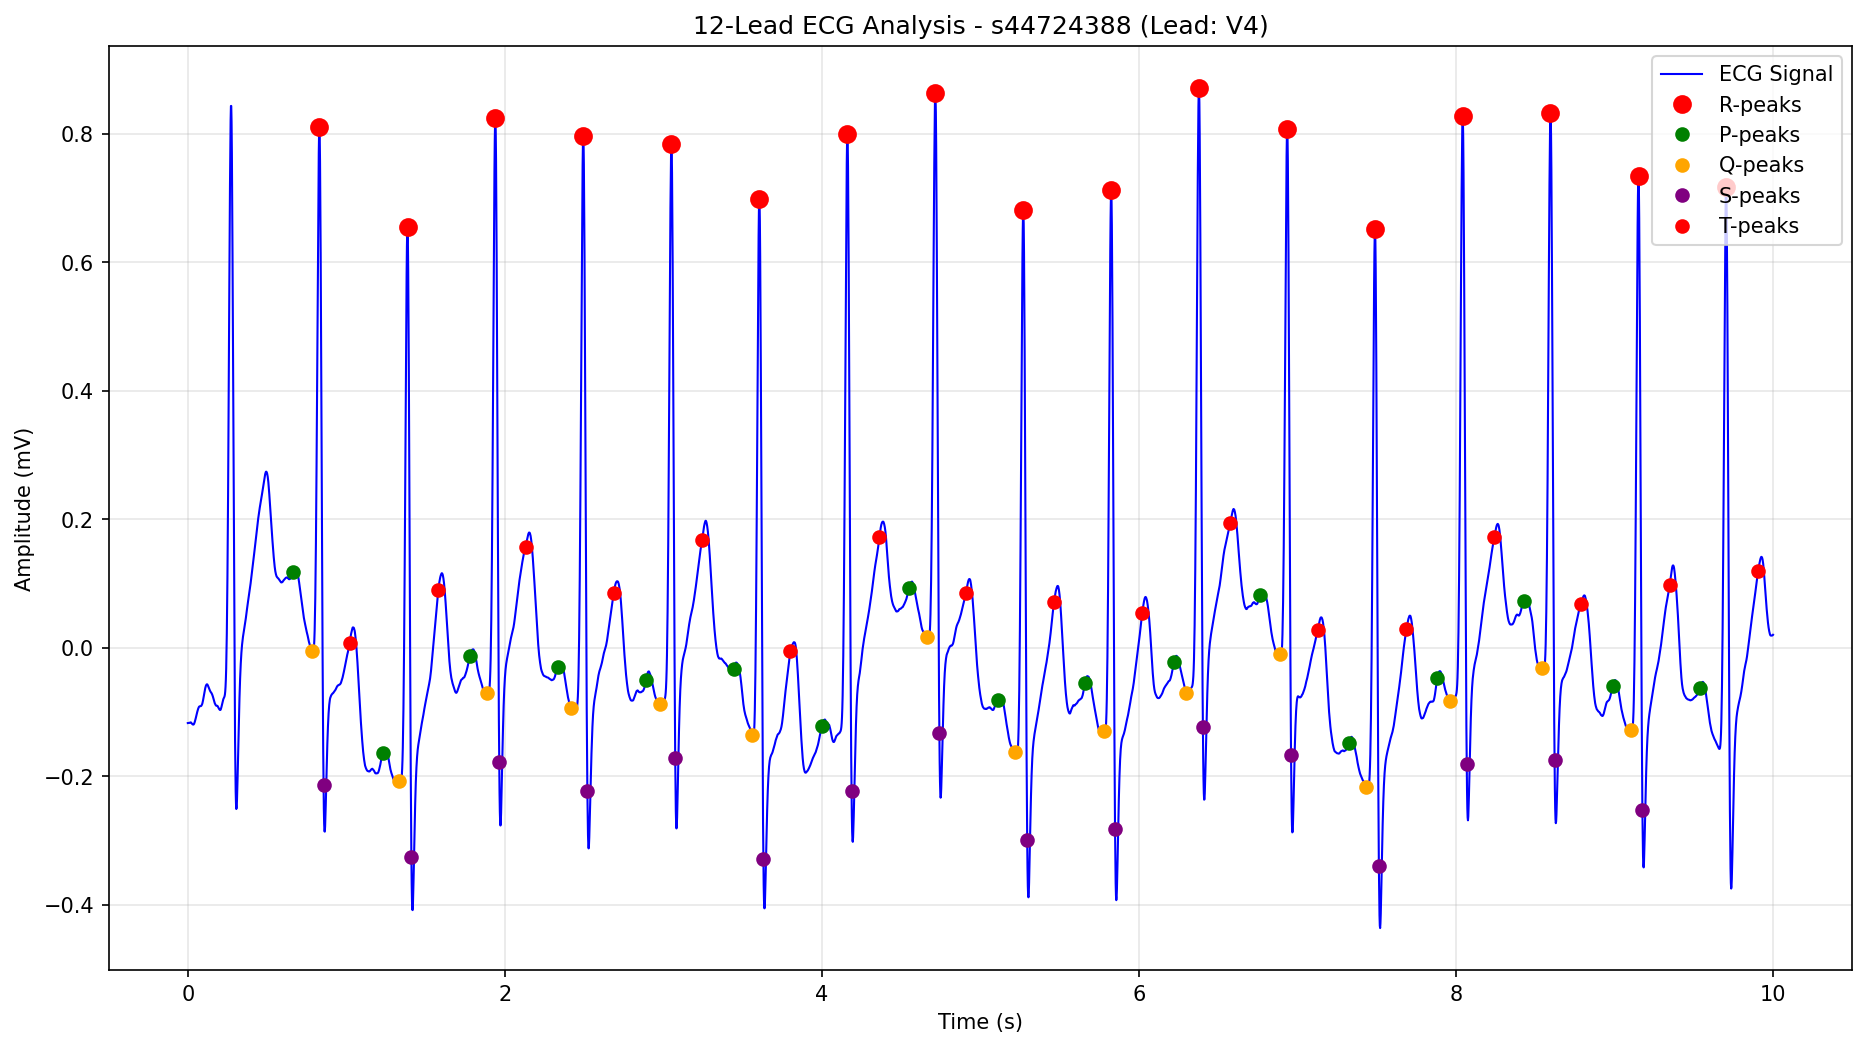 12-Lead ECG Analysis - s44724388 (Lead: V4)
ECG Signal
R-peaks
P-peaks
Q-peaks
S-peaks
T-peaks
Amplitude (mV)
0.8
0.6
0.4
0.2
0.0
−0.2
−0.4
0 2 4 6 8 10
Time (s)